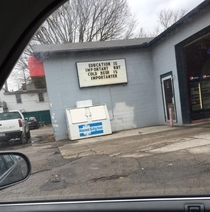 EDUCATION IS
IMPORTANT BUT
COLD BEER IS
IMPORTANTER